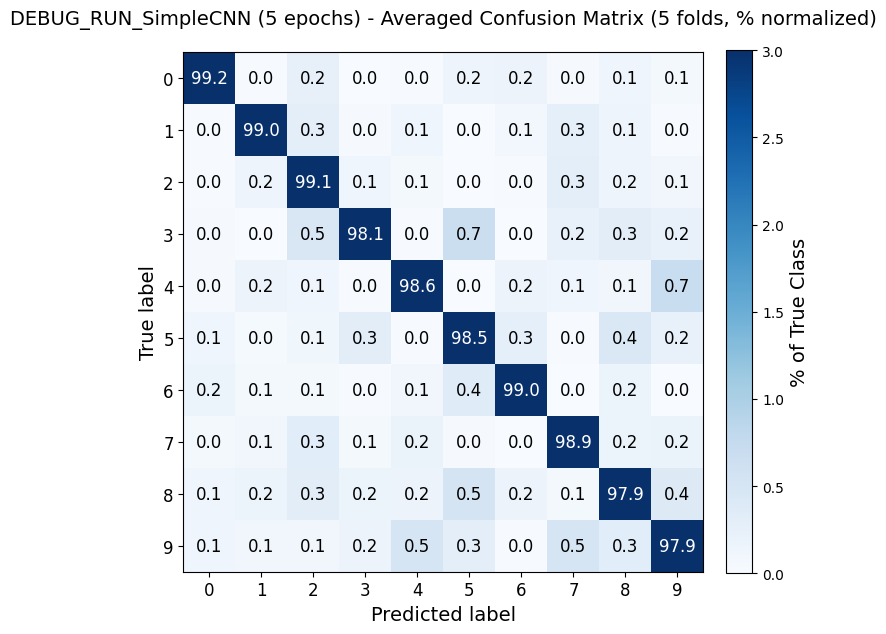 DEBUG_RUN_SimpleCNN (5 epochs) - Averaged Confusion Matrix (5 folds, % normalized)
0 99.2 0.0 0.2 0.0 0.0 0.2 0.2 0.0 0.1 0.1
1 0.0 99.0 0.3 0.0 0.1 0.0 0.1 0.3 0.1 0.0
2 0.0 0.2 99.1 0.1 0.1 0.0 0.0 0.3 0.2 0.1
3 0.0 0.0 0.5 98.1 0.0 0.7 0.0 0.2 0.3 0.2
4 0.0 0.2 0.1 0.0 98.6 0.0 0.2 0.1 0.1 0.7
5 0.1 0.0 0.1 0.3 0.0 98.5 0.3 0.0 0.4 0.2
6 0.2 0.1 0.1 0.0 0.1 0.4 99.0 0.0 0.2 0.0
7 0.0 0.1 0.3 0.1 0.2 0.0 0.0 98.9 0.2 0.2
8 0.1 0.2 0.3 0.2 0.2 0.5 0.2 0.1 97.9 0.4
9 0.1 0.1 0.1 0.2 0.5 0.3 0.0 0.5 0.3 97.9
0 1 2 3 4 5 6 7 8 9
Predicted label
True label
3.0
2.5
2.0
1.5
1.0
0.5
0.0
% of True Class